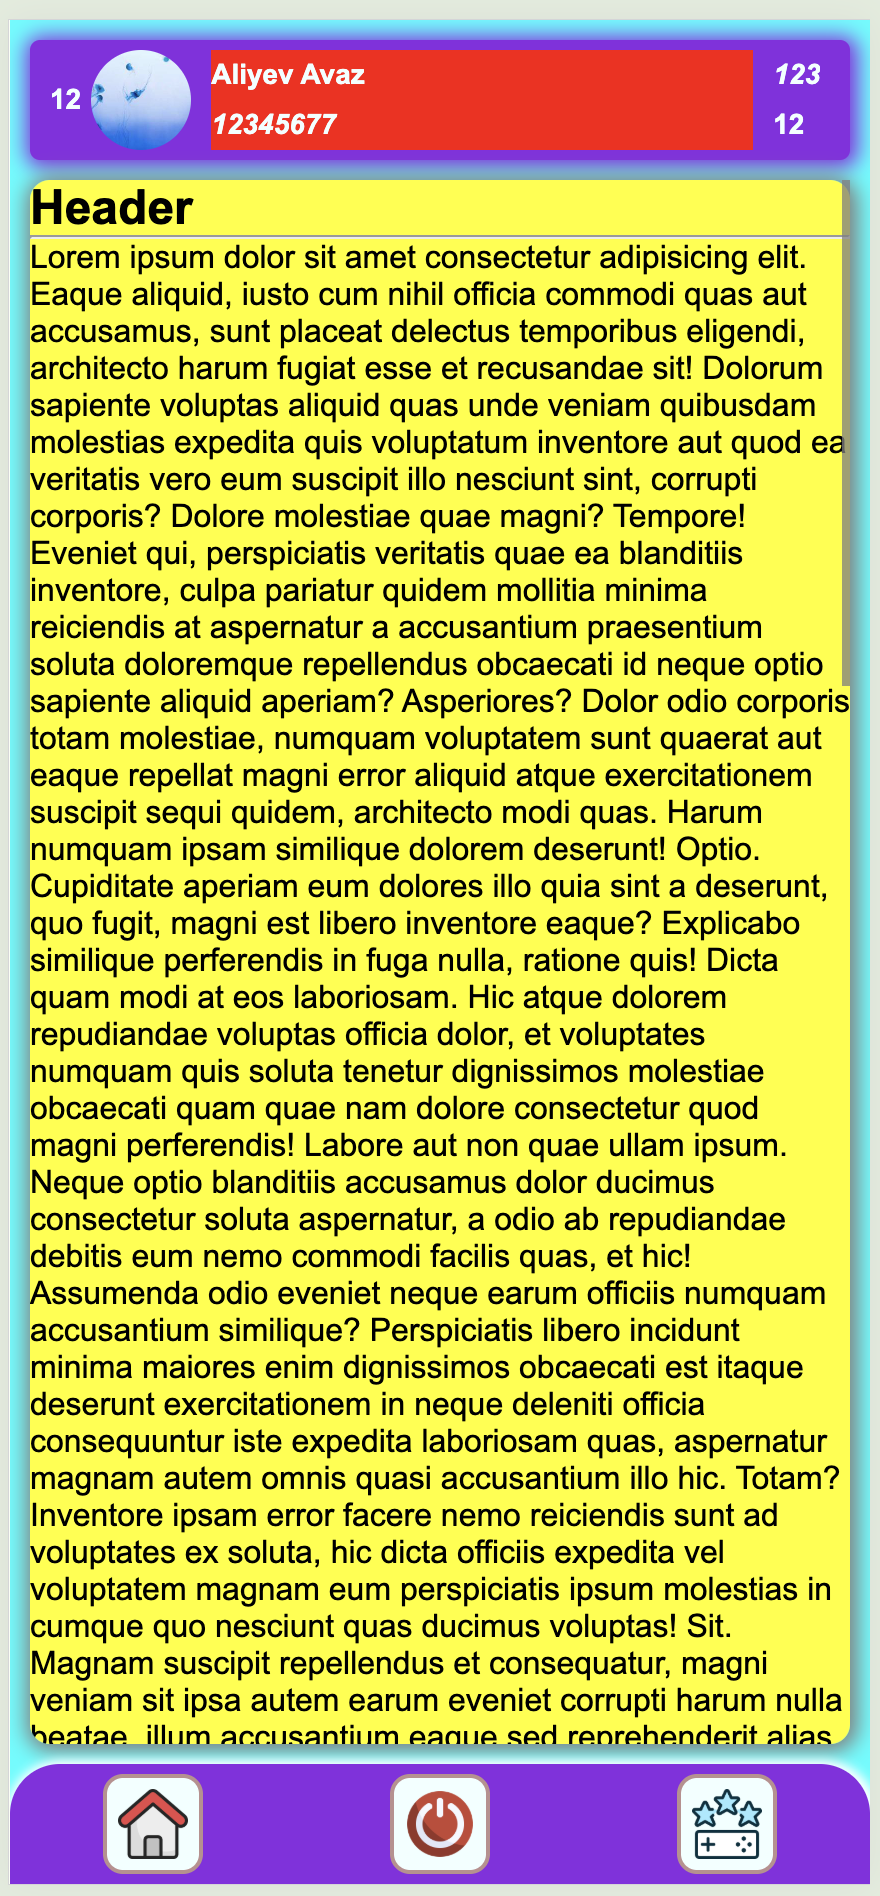 12
Aliyev Avaz
12345677
123
12
Header
Lorem ipsum dolor sit amet consectetur adipisicing elit.
Eaque aliquid, iusto cum nihil officia commodi quas aut
accusamus, sunt placeat delectus temporibus eligendi,
architecto harum fugiat esse et recusandae sit! Dolorum
sapiente voluptas aliquid quas unde veniam quibusdam
molestias expedita quis voluptatum inventore aut quod ea
veritatis vero eum suscipit illo nesciunt sint, corrupti
corporis? Dolore molestiae quae magni? Tempore!
Eveniet qui, perspiciatis veritatis quae ea blanditiis
inventore, culpa pariatur quidem mollitia minima
reiciendis at aspernatur a accusantium praesentium
soluta doloremque repellendus obcaecati id neque optio
sapiente aliquid aperiam? Asperiores? Dolor odio corporis
totam molestiae, numquam voluptatem sunt quaerat aut
eaque repellat magni error aliquid atque exercitationem
suscipit sequi quidem, architecto modi quas. Harum
numquam ipsam similique dolorem deserunt! Optio.
Cupiditate aperiam eum dolores illo quia sint a deserunt,
quo fugit, magni est libero inventore eaque? Explicabo
similique perferendis in fuga nulla, ratione quis! Dicta
quam modi at eos laboriosam. Hic atque dolorem
repudiandae voluptas officia dolor, et voluptates
numquam quis soluta tenetur dignissimos molestiae
obcaecati quam quae nam dolore consectetur quod
magni perferendis! Labore aut non quae ullam ipsum.
Neque optio blanditiis accusamus dolor ducimus
consectetur soluta aspernatur, a odio ab repudiandae
debitis eum nemo commodi facilis quas, et hic!
Assumenda odio eveniet neque earum officiis numquam
accusantium similique? Perspiciatis libero incidunt
minima maiores enim dignissimos obcaecati est itaque
deserunt exercitationem in neque deleniti officia
consequuntur iste expedita laboriosam quas, aspernatur
magnam autem omnis quasi accusantium illo hic. Totam?
Inventore ipsam error facere nemo reiciendis sunt ad
voluptates ex soluta, hic dicta officiis expedita vel
voluptatem magnam eum perspiciatis ipsum molestias in
cumque quo nesciunt quas ducimus voluptas! Sit.
Magnam suscipit repellendus et consequatur, magni
veniam sit ipsa autem earum eveniet corrupti harum nulla
beatae, illum accusantium eaque sed reprehenderit alias